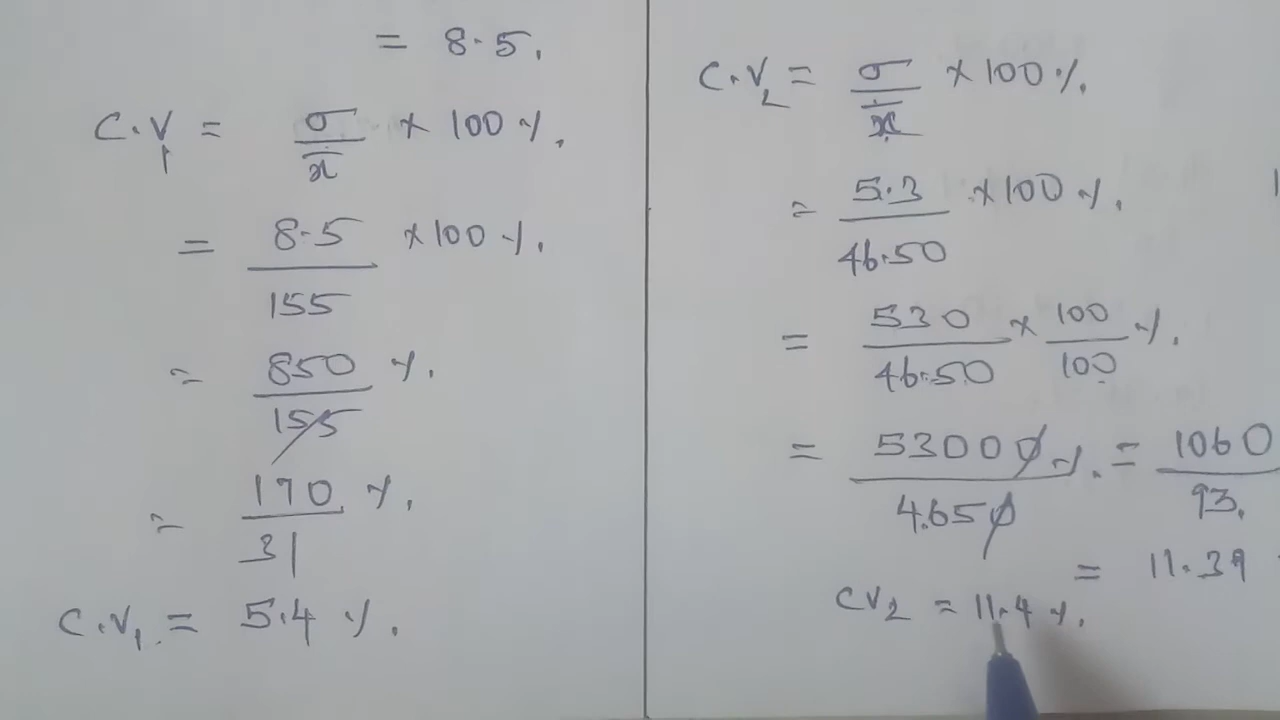 = 8.5.
C.V₁ = σ/x̄ × 100 %.
= 8.5/155 × 100 %.
= 850/155 %.
= 170/31 %.
C.V₁ = 5.4 %.
C.V₂ = σ/x̄ × 100 %.
= 5.3/46.50 × 100 %.
= 530/46.50 × 100/100 %.
= 53000/4650 %. = 1060/93.
= 11.39
CV₂ = 11.4 %.